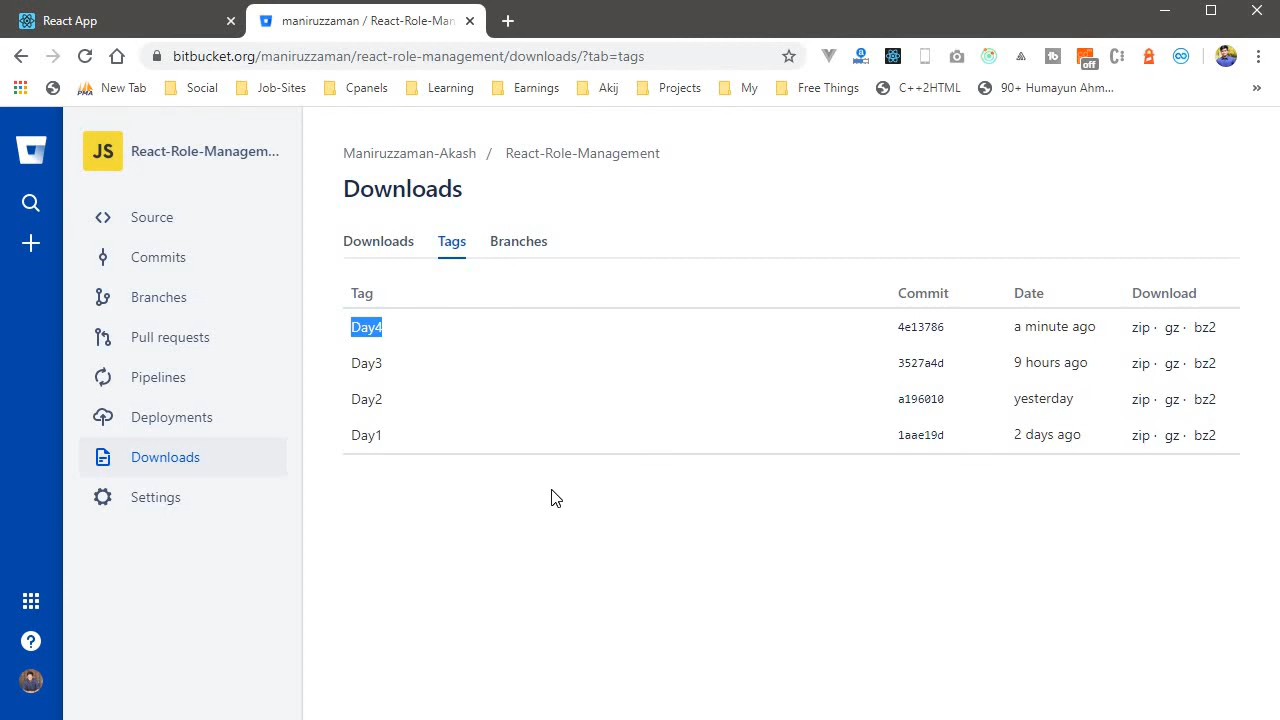 React App
maniruzzaman / React-Role-Man
bitbucket.org/maniruzzaman/react-role-management/downloads/?tab=tags
off
New Tab Social Job-Sites Cpanels Learning Earnings Akij Projects My Free Things C++2HTML 90+ Humayun Ahm... »
JS React-Role-Managem...
Source
Commits
Branches
Pull requests
Pipelines
Deployments
Downloads
Settings
Maniruzzaman-Akash / React-Role-Management
Downloads
Downloads Tags Branches
Tag Commit Date Download
Day4 4e13786 a minute ago zip · gz · bz2
Day3 3527a4d 9 hours ago zip · gz · bz2
Day2 a196010 yesterday zip · gz · bz2
Day1 1aae19d 2 days ago zip · gz · bz2